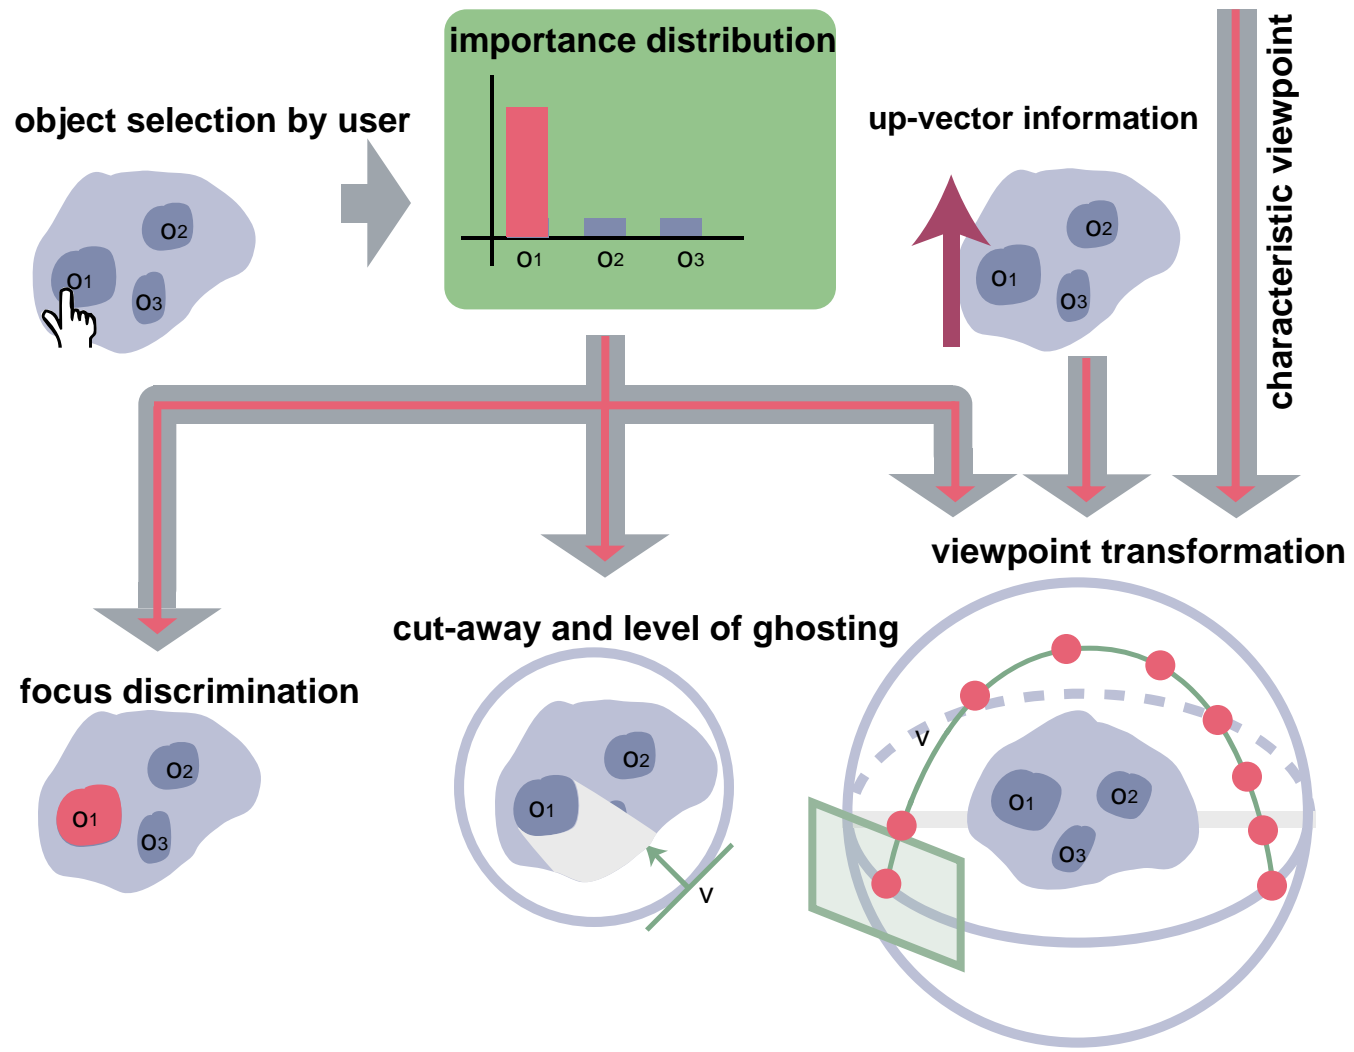 importance distribution
o1
o2
o3
object selection by user
o2
o1
o3
up-vector information
o2
o1
o3
characteristic viewpoint
focus discrimination
o2
o1
o3
cut-away and level of ghosting
o2
o1
v
viewpoint transformation
v
o1
o2
o3